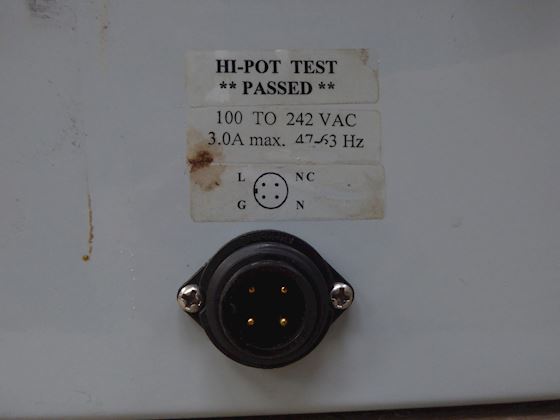 HI-POT TEST
** PASSED **
100 TO 242 VAC
3.0A max. 47-63 Hz
L NC
G N